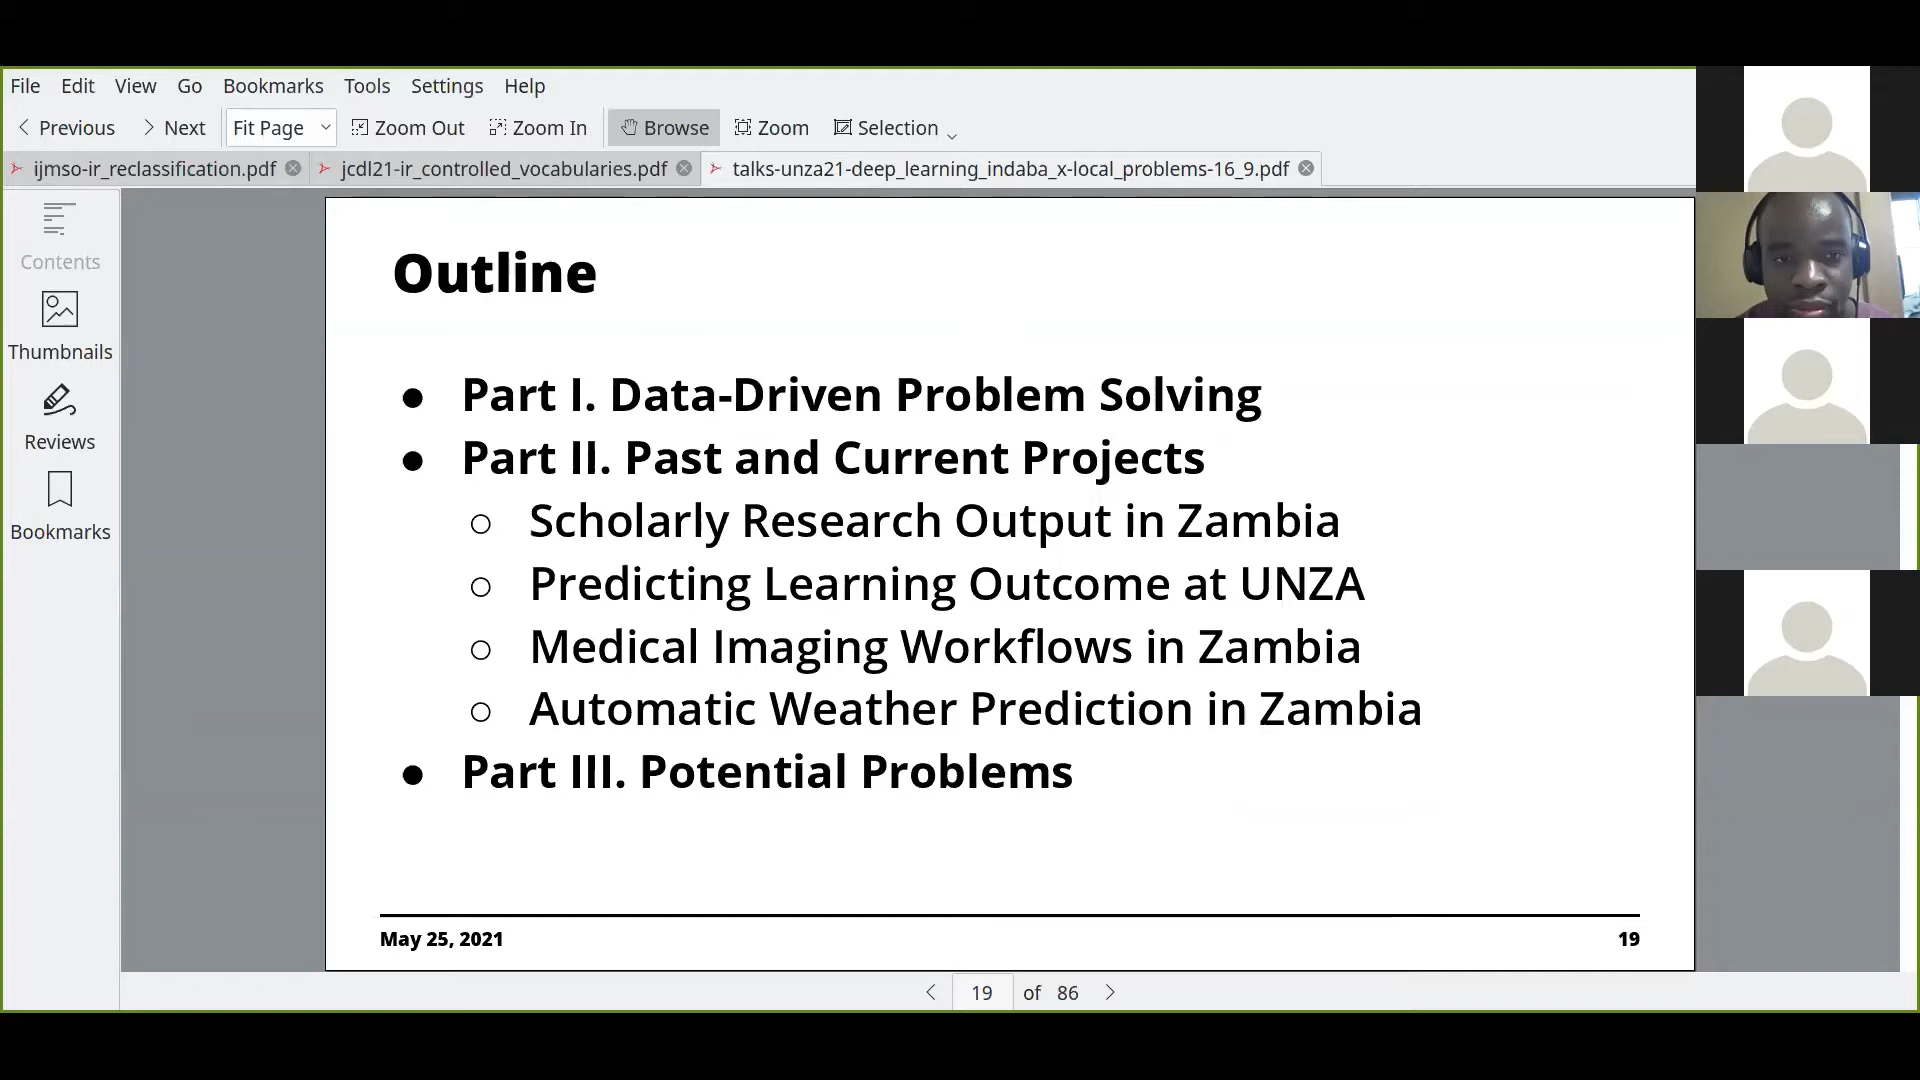 File Edit View Go Bookmarks Tools Settings Help
Previous Next Fit Page Zoom Out Zoom In Browse Zoom Selection
ijmso-ir_reclassification.pdf jcdl21-ir_controlled_vocabularies.pdf talks-unza21-deep_learning_indaba_x-local_problems-16_9.pdf
Contents
Thumbnails
Reviews
Bookmarks
Outline
● Part I. Data-Driven Problem Solving
● Part II. Past and Current Projects
○ Scholarly Research Output in Zambia
○ Predicting Learning Outcome at UNZA
○ Medical Imaging Workflows in Zambia
○ Automatic Weather Prediction in Zambia
● Part III. Potential Problems
May 25, 2021 19
19 of 86